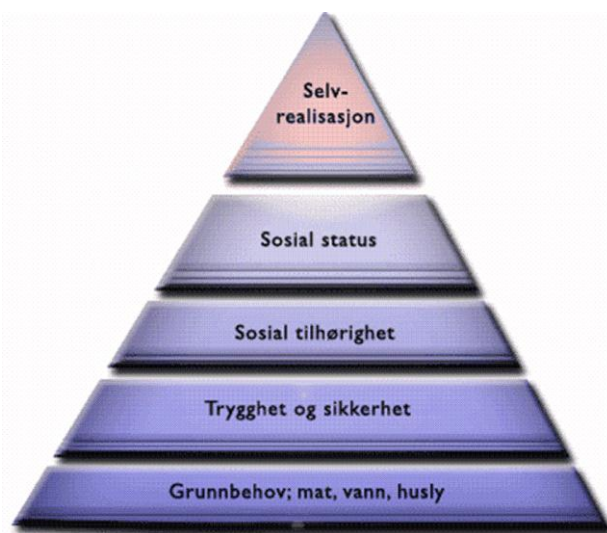 Selv-
realisasjon
Sosial status
Sosial tilhørighet
Trygghet og sikkerhet
Grunnbehov; mat, vann, husly